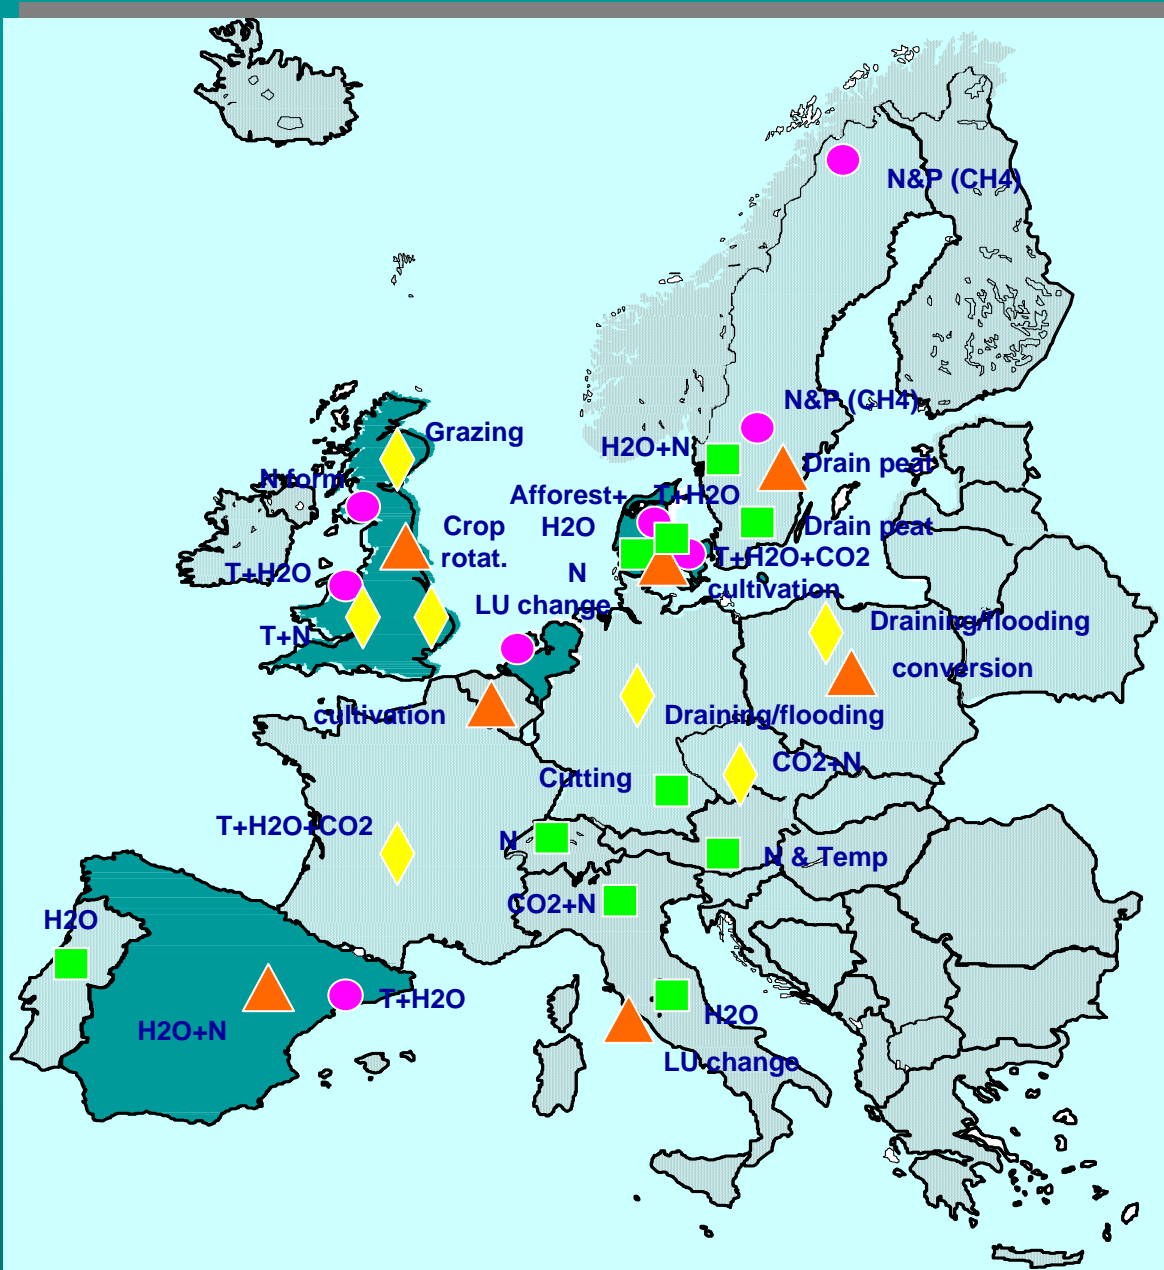 N&P (CH4)
N&P (CH4)
Grazing
H2O+N
Drain peat
N form
Afforest+
T+H2O
H2O
Crop
rotat.
Drain peat
T+H2O+CO2
T+H2O
N
cultivation
LU change
Draining/flooding
T+N
conversion
cultivation
Draining/flooding
CO2+N
Cutting
T+H2O+CO2
N
N & Temp
CO2+N
H2O
T+H2O
H2O
H2O+N
LU change